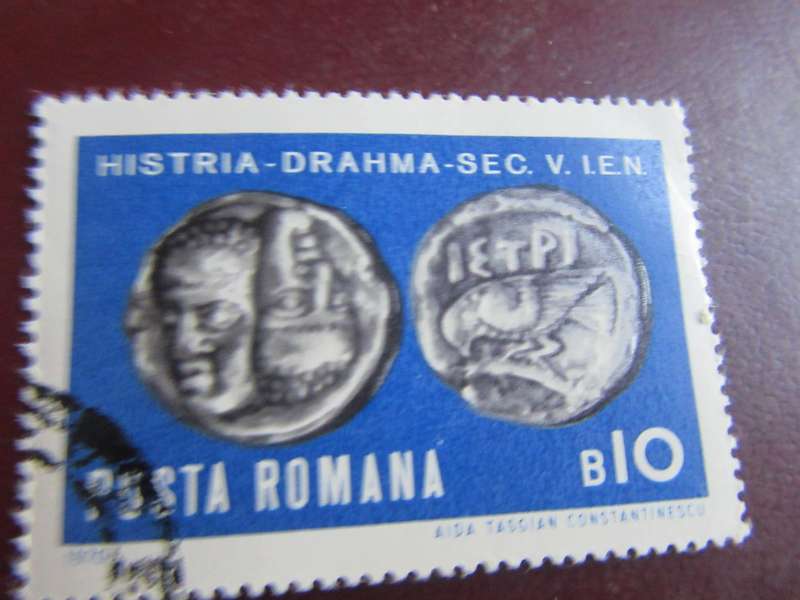 HISTRIA-DRAHMA-SEC. V. I.E.N.
ΙΣΤΡΙ
POSTA ROMANA
B10
AIDA TASGIAN CONSTANTINESCU